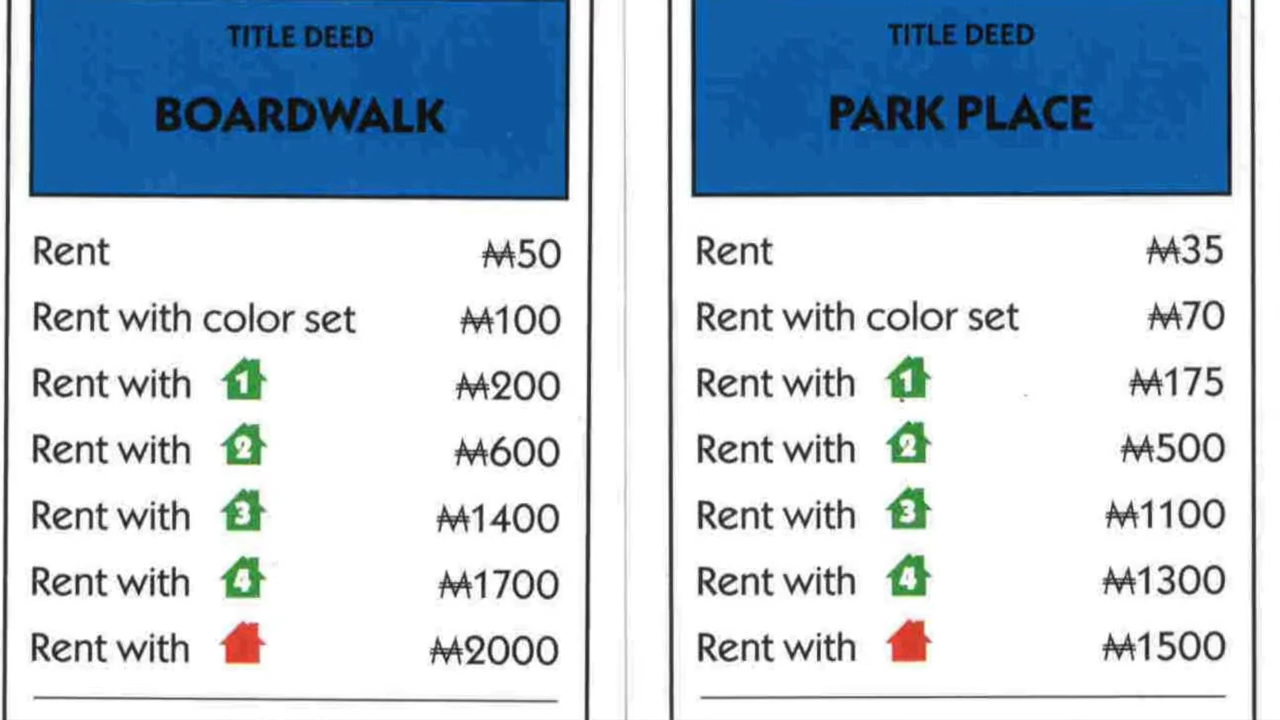 TITLE DEED
BOARDWALK
Rent ₩50
Rent with color set ₩100
Rent with 1 ₩200
Rent with 2 ₩600
Rent with 3 ₩1400
Rent with 4 ₩1700
Rent with ₩2000
TITLE DEED
PARK PLACE
Rent ₩35
Rent with color set ₩70
Rent with 1 ₩175
Rent with 2 ₩500
Rent with 3 ₩1100
Rent with 4 ₩1300
Rent with ₩1500